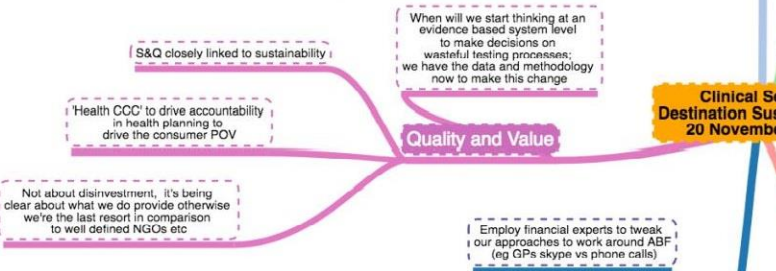 When will we start thinking at an
evidence based system level
to make decisions on
wasteful testing processes;
we have the data and methodology
now to make this change
S&Q closely linked to sustainability
'Health CCC' to drive accountability
in health planning to
drive the consumer POV
Quality and Value
Clinical
Destination
20
Not about disinvestment, it's being
clear about what we do provide otherwise
we're the last resort in comparison
to well defined NGOs etc
Employ financial experts to tweak
our approaches to work around ABF
(eg GPs skype vs phone calls)